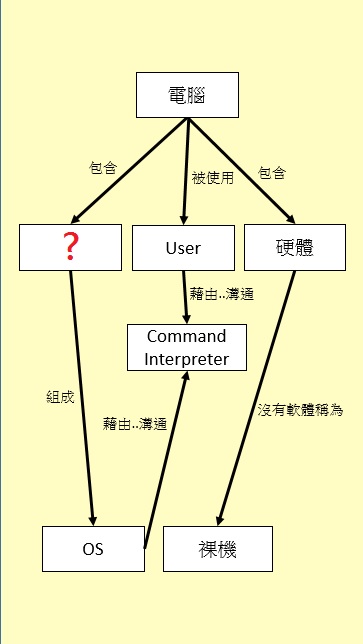 電腦
包含
被使用
包含
?
User
硬體
藉由..溝通
Command
Interpreter
組成
藉由..溝通
沒有軟體稱為
OS
裸機